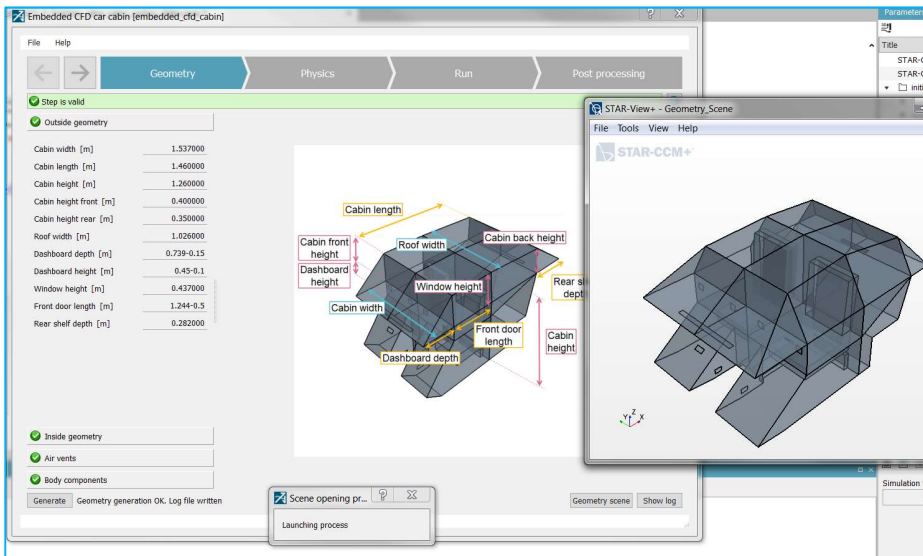 Embedded CFD car cabin [embedded_cfd_cabin]
File Help
Geometry Physics Run Post processing
Step is valid
Outside geometry
Cabin width [m] 1.537000
Cabin length [m] 1.460000
Cabin height [m] 1.260000
Cabin height front [m] 0.400000
Cabin height rear [m] 0.350000
Roof width [m] 1.026000
Dashboard depth [m] 0.739-0.15
Dashboard height [m] 0.45-0.1
Window height [m] 0.437000
Front door length [m] 1.244-0.5
Rear shelf depth [m] 0.282000
Cabin length
Cabin front
height
Roof width
Cabin back height
Dashboard
height
Window height
Rear
depth
Cabin width
Front door
length
Cabin
height
Dashboard depth
Inside geometry
Air vents
Body components
Generate Geometry generation OK. Log file written
Geometry scene Show log
Scene opening pr...
Launching process
STAR-View+ - Geometry_Scene
File Tools View Help
STAR-CCM+
Z
Y X
Parameters
Title
STAR-C
STAR-C
Simulation